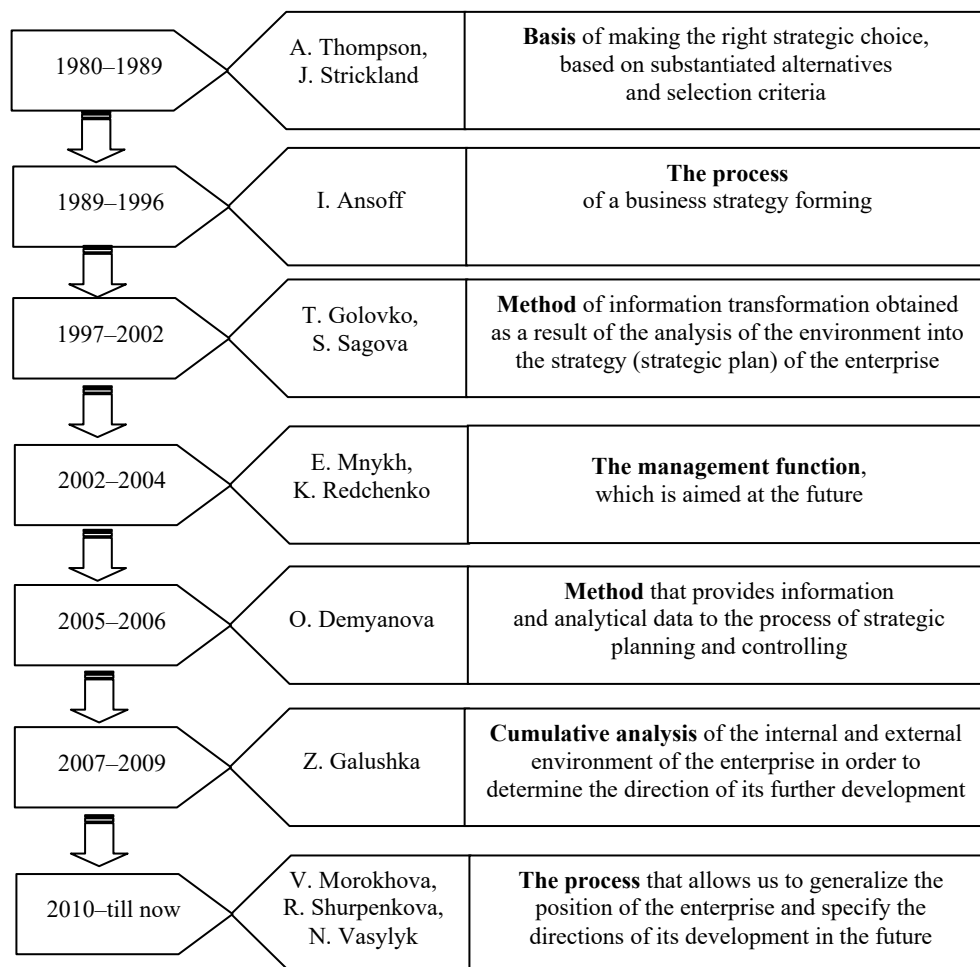 1980–1989
A. Thompson,
J. Strickland
Basis of making the right strategic choice,
based on substantiated alternatives
and selection criteria
1989–1996
I. Ansoff
The process
of a business strategy forming
1997–2002
T. Golovko,
S. Sagova
Method of information transformation obtained
as a result of the analysis of the environment into
the strategy (strategic plan) of the enterprise
2002–2004
E. Mnykh,
K. Redchenko
The management function,
which is aimed at the future
2005–2006
O. Demyanova
Method that provides information
and analytical data to the process of strategic
planning and controlling
2007–2009
Z. Galushka
Cumulative analysis of the internal and external
environment of the enterprise in order to
determine the direction of its further development
2010–till now
V. Morokhova,
R. Shurpenkova,
N. Vasylyk
The process that allows us to generalize the
position of the enterprise and specify the
directions of its development in the future